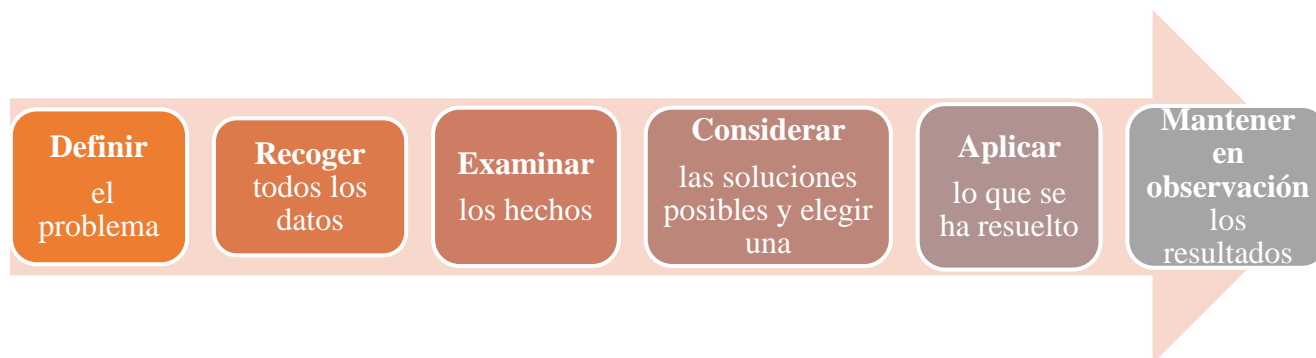 Definir
el
problema
Recoger
todos los
datos
Examinar
los hechos
Considerar
las soluciones
posibles y elegir
una
Aplicar
lo que se
ha resuelto
Mantener
en
observación
los
resultados